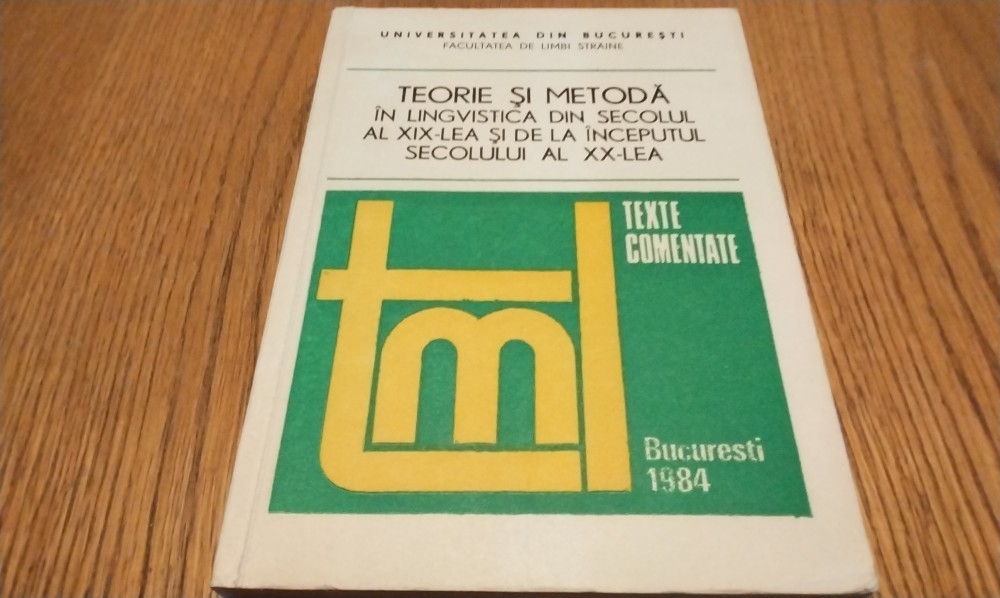 UNIVERSITATEA DIN BUCUREŞTI
FACULTATEA DE LIMBI STRĂINE
TEORIE ŞI METODĂ
ÎN LINGVISTICA DIN SECOLUL
AL XIX-LEA ŞI DE LA ÎNCEPUTUL
SECOLULUI AL XX-LEA
TEXTE
COMENTATE
tml
Bucuresti
1984